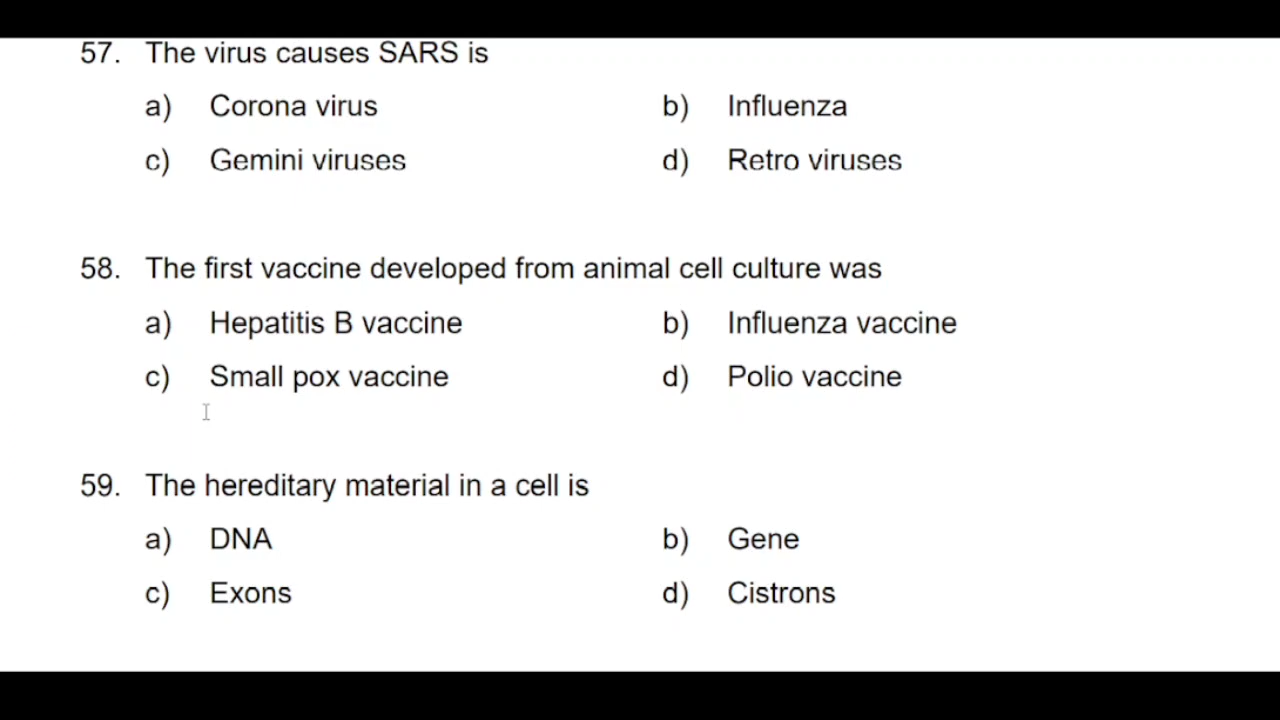 57. The virus causes SARS is
a) Corona virus b) Influenza
c) Gemini viruses d) Retro viruses
58. The first vaccine developed from animal cell culture was
a) Hepatitis B vaccine b) Influenza vaccine
c) Small pox vaccine d) Polio vaccine
59. The hereditary material in a cell is
a) DNA b) Gene
c) Exons d) Cistrons